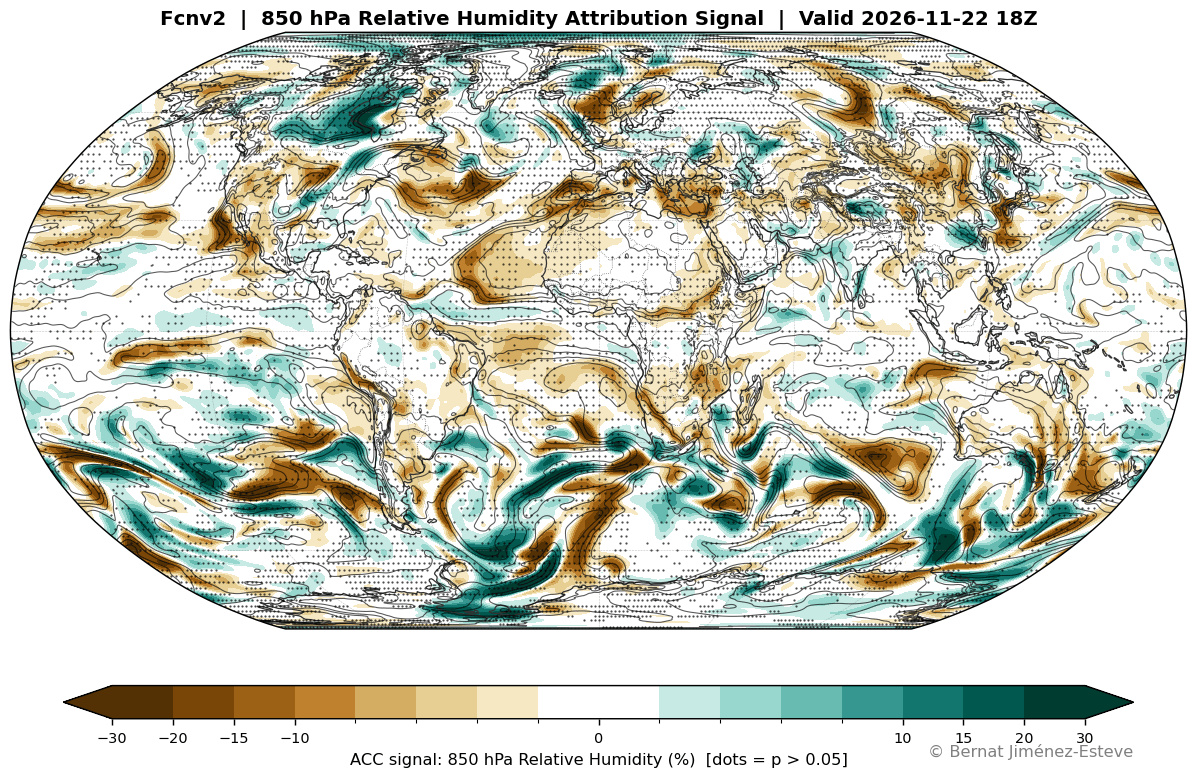 Fcnv2 | 850 hPa Relative Humidity Attribution Signal | Valid 2026-11-22 18Z
−30 −20 −15 −10 0 10 15 20 30
ACC signal: 850 hPa Relative Humidity (%) [dots = p > 0.05]
© Bernat Jiménez-Esteve